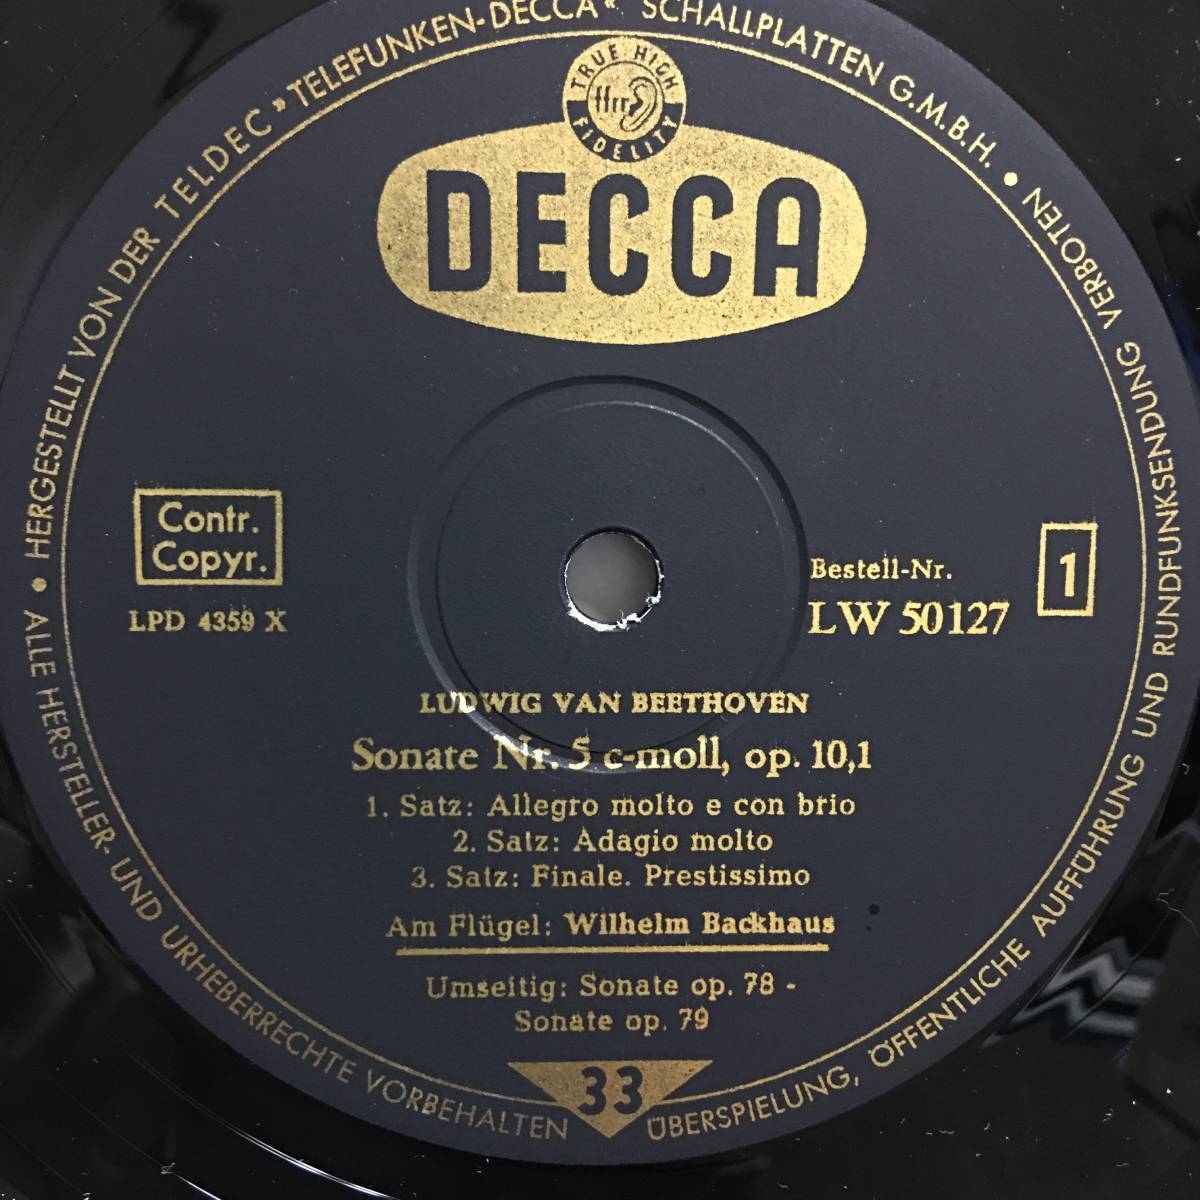 HERGESTELLT VON DER TELDEC »TELEFUNKEN-DECCA« SCHALLPLATTEN G.M.B.H. •
ÜBERSPIELUNG, ÖFFENTLICHE AUFFÜHRUNG UND RUNDFUNKSENDUNG VERBOTEN
• ALLE HERSTELLER- UND URHEBERRECHTE VORBEHALTEN
TRUE HIGH
ffrr
FIDELITY
DECCA
Contr.
Copyr.
LPD 4359 X
Bestell-Nr.
LW 50127
1
LUDWIG VAN BEETHOVEN
Sonate Nr. 5 c-moll, op. 10,1
1. Satz: Allegro molto e con brio
2. Satz: Adagio molto
3. Satz: Finale. Prestissimo
Am Flügel: Wilhelm Backhaus
Umseitig: Sonate op. 78 -
Sonate op. 79
33